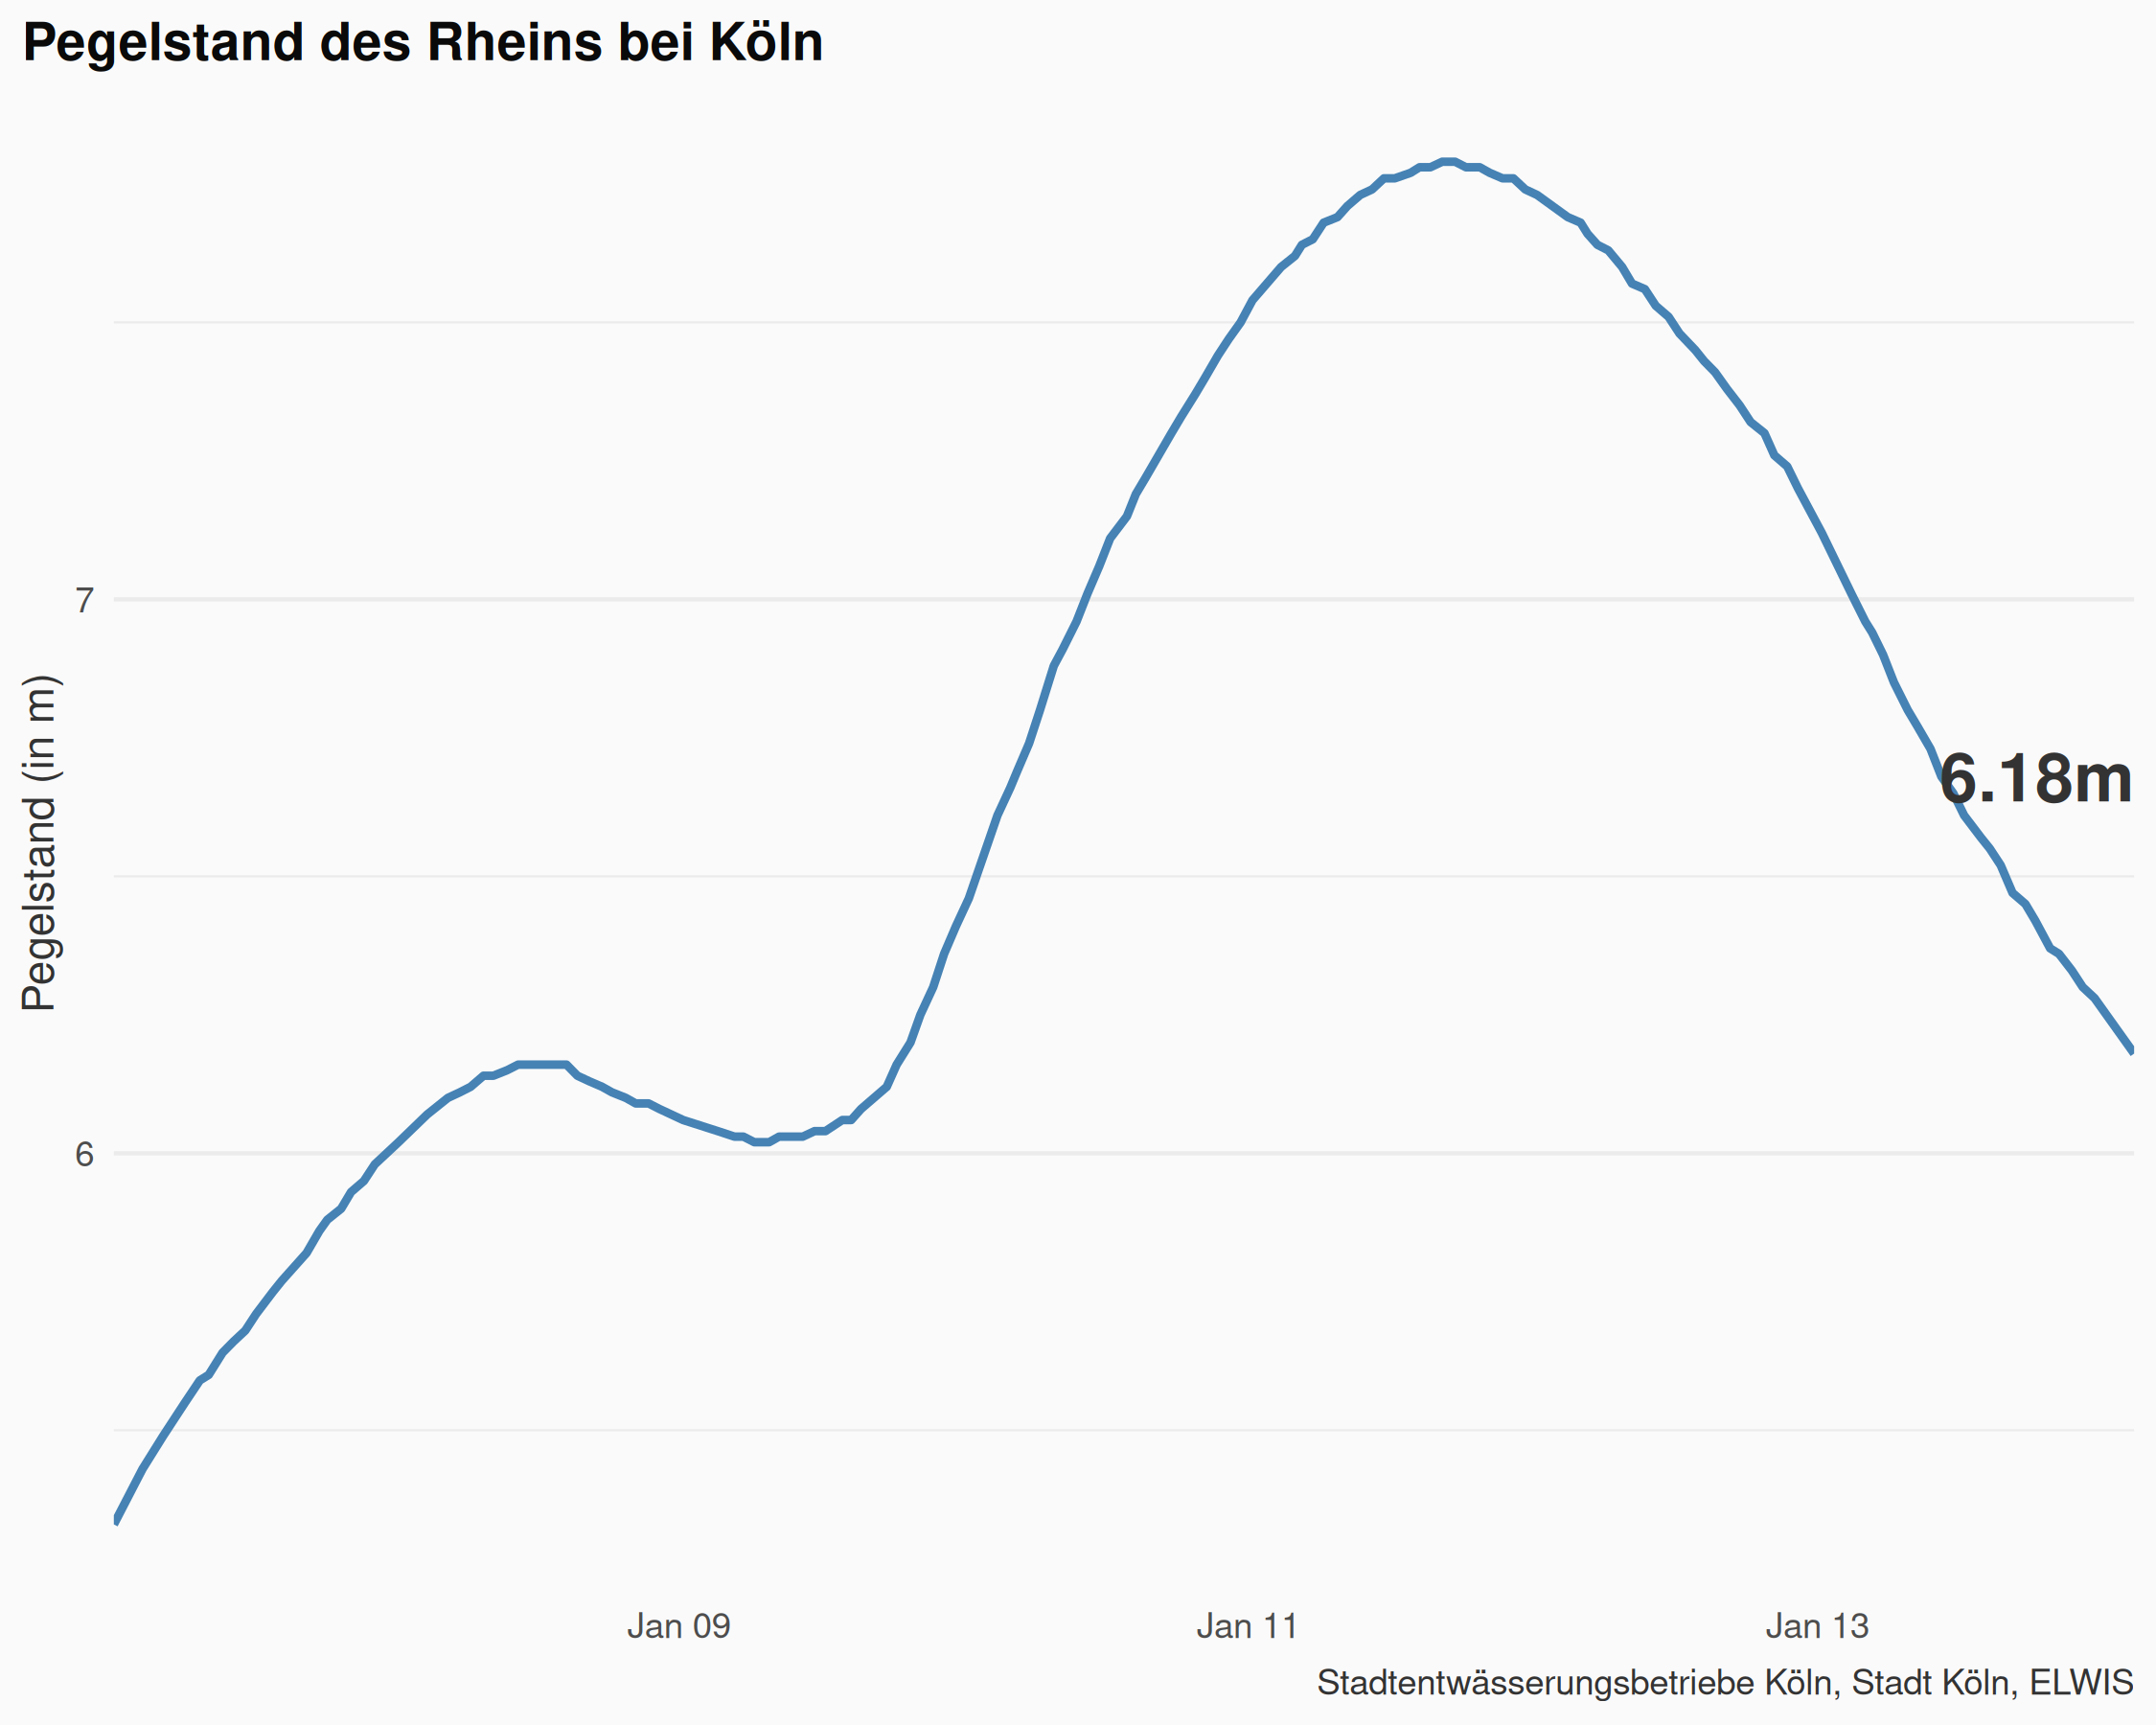 Pegelstand des Rheins bei Köln
7
6.18m
Pegelstand (in m)
6
Jan 09
Jan 11
Jan 13
Stadtentwässerungsbetriebe Köln, Stadt Köln, ELWIS